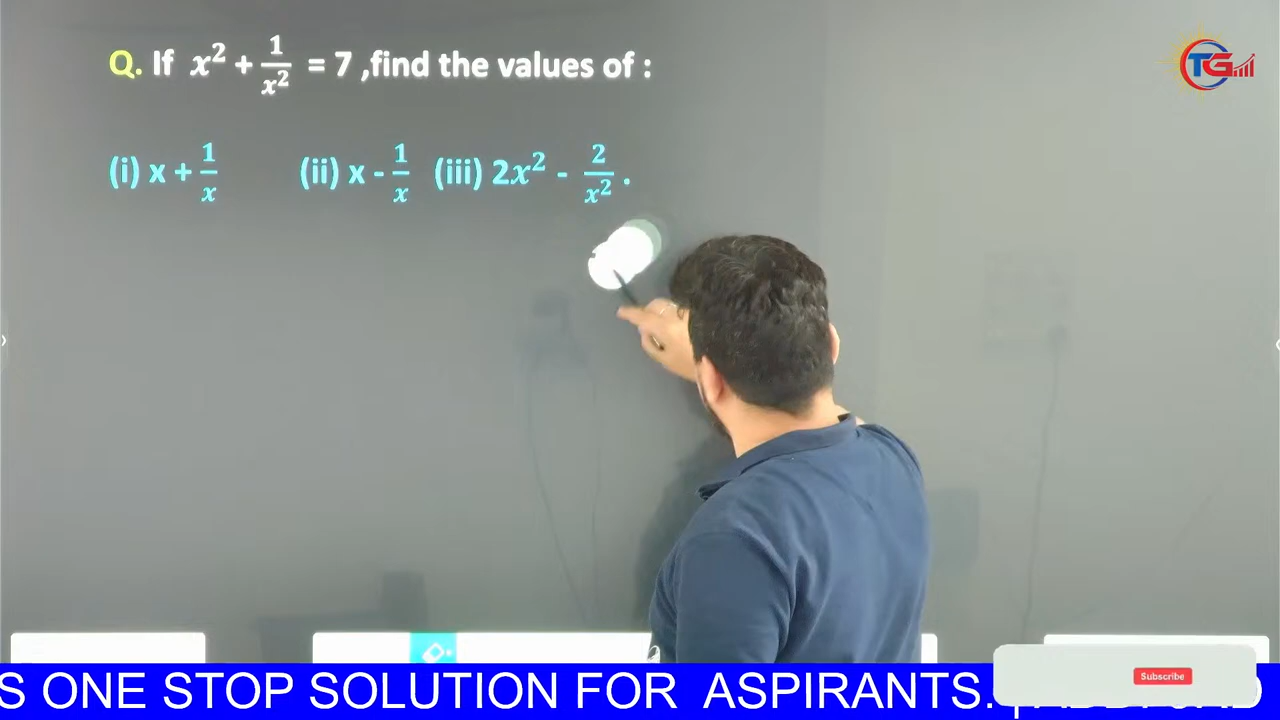 Q. If x² + 1/x² = 7 ,find the values of :
TG
(i) x + 1/x (ii) x - 1/x (iii) 2x² - 2/x² .
S ONE STOP SOLUTION FOR ASPIRANTS. |
Subscribe